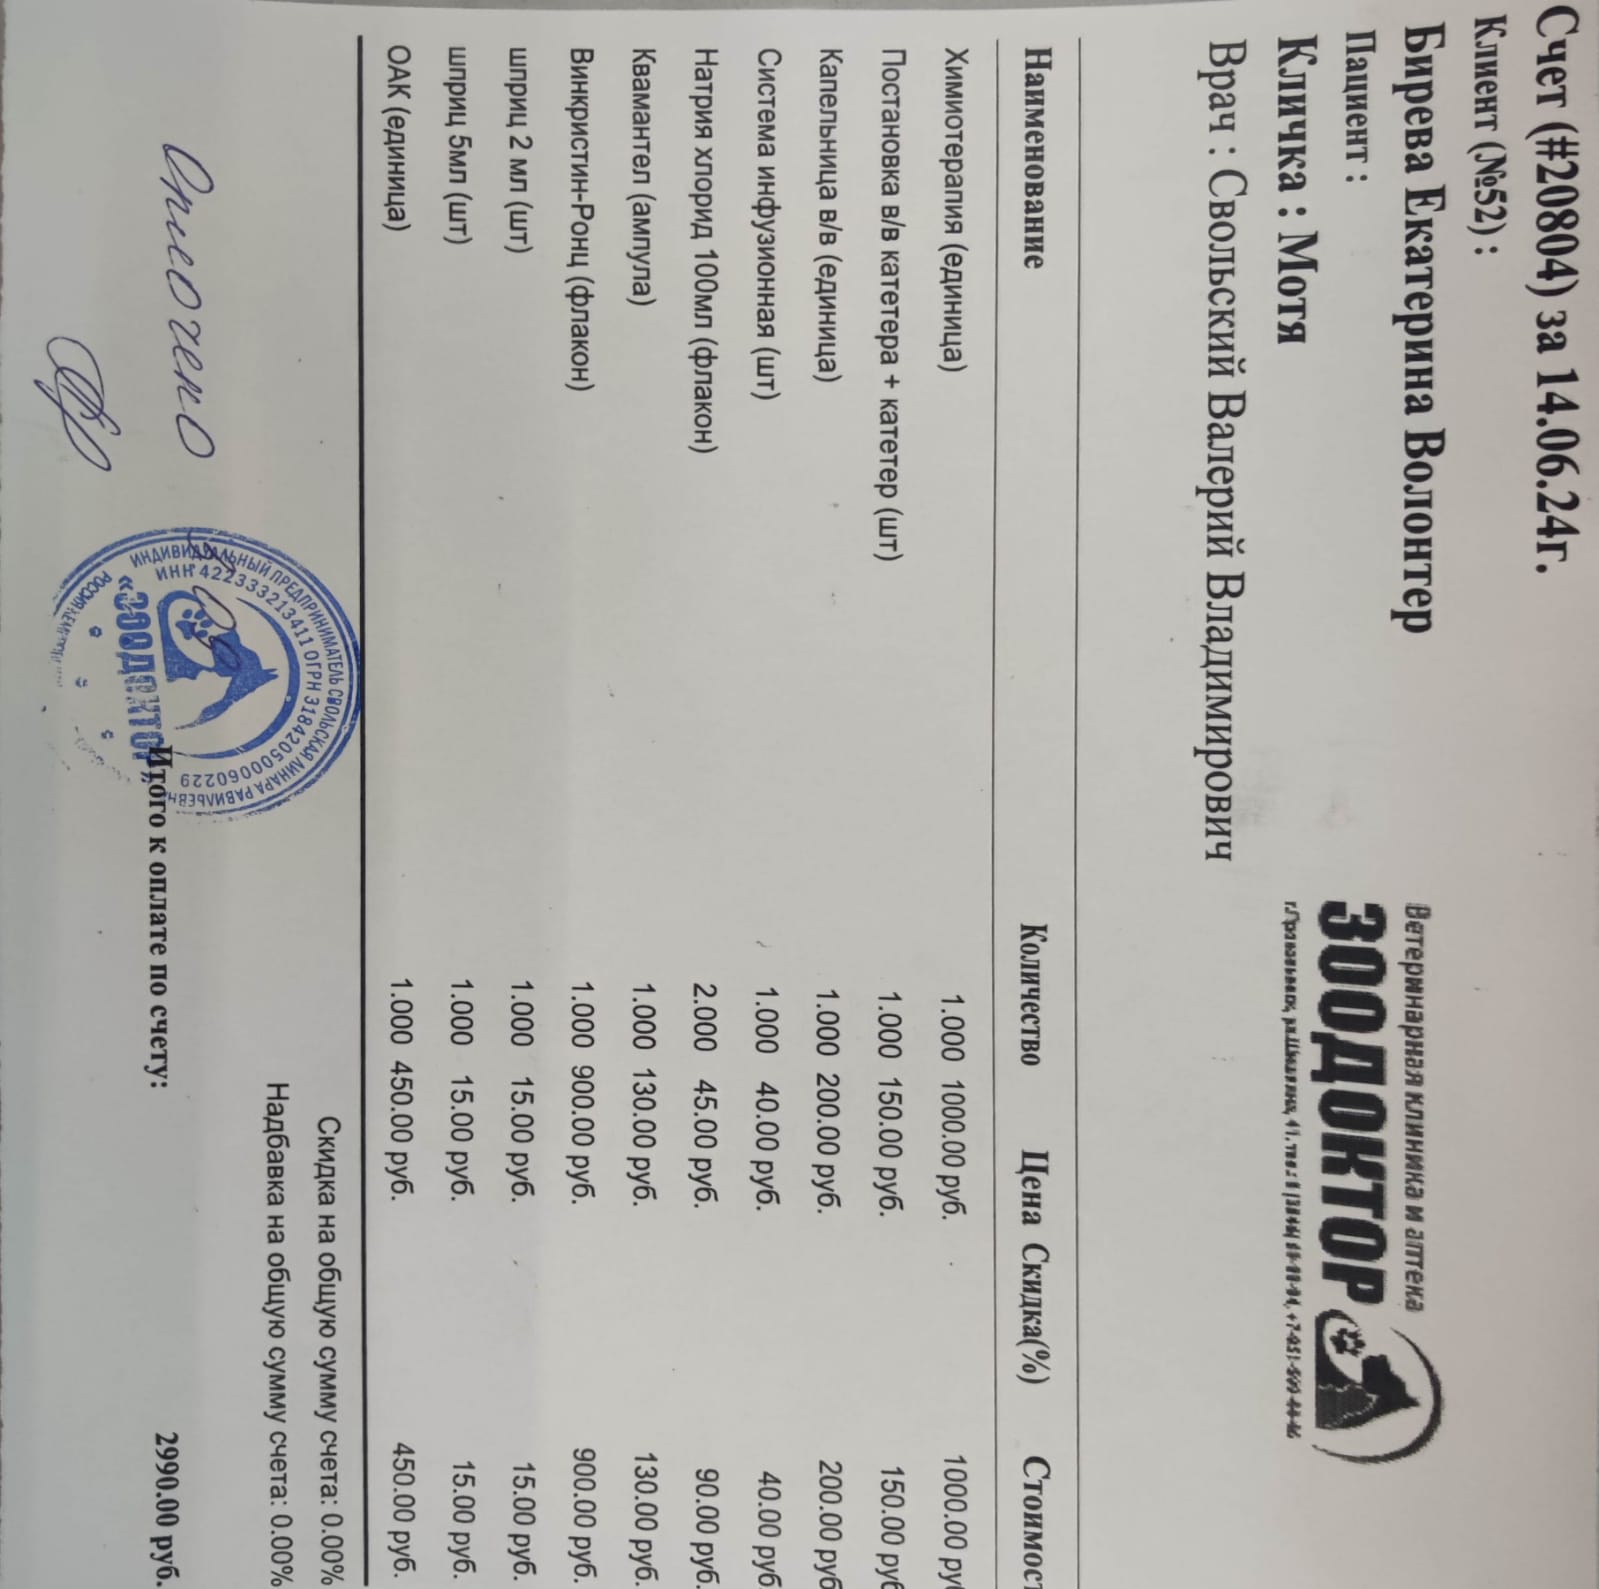 Счет (#20804) за 14.06.24г.
Клиент (№52) :
Бирева Екатерина Волонтер
Пациент :
Кличка : Мотя
Врач : Свольский Валерий Владимирович
Ветеринарная клиника и аптека
ЗООДОКТОР
Наименование Количество Цена Скидка(%) Стоимост
Химиотерапия (единица) 1.000 1000.00 руб. 1000.00 ру
Постановка в/в катетера + катетер (шт) 1.000 150.00 руб. 150.00 руб
Капельница в/в (единица) 1.000 200.00 руб. 200.00 руб
Система инфузионная (шт) 1.000 40.00 руб. 40.00 руб
Натрия хлорид 100мл (флакон) 2.000 45.00 руб. 90.00 руб.
Квамантел (ампула) 1.000 130.00 руб. 130.00 руб.
Винкристин-Ронц (флакон) 1.000 900.00 руб. 900.00 руб.
шприц 2 мл (шт) 1.000 15.00 руб. 15.00 руб.
шприц 5мл (шт) 1.000 15.00 руб. 15.00 руб.
ОАК (единица) 1.000 450.00 руб. 450.00 руб.
Скидка на общую сумму счета: 0.00%
Надбавка на общую сумму счета: 0.00%
Итого к оплате по счету: 2990.00 руб.
ИНДИВИДУАЛЬНЫЙ ПРЕДПРИНИМАТЕЛЬ СВОЛЬСКАЯ ЛИНАРА РАВИЛЬЕВН
ИНН 422333213411 ОГРН 318420500060229
«ЗООДОКТОР»